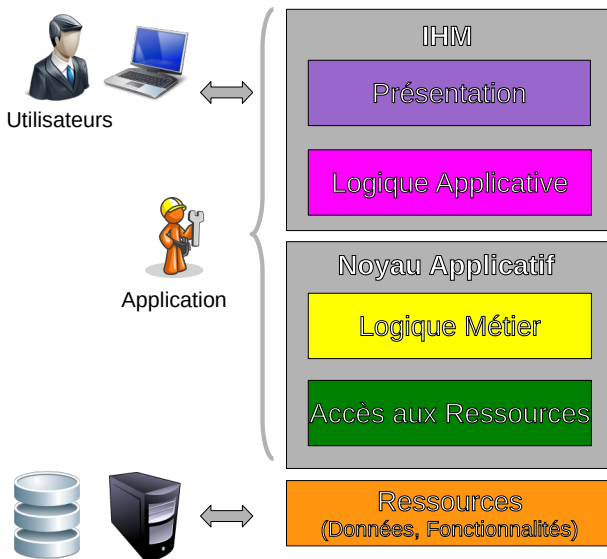 IHM
Présentation
Utilisateurs
Logique Applicative
Noyau Applicatif
Application
Logique Métier
Accès aux Ressources
Ressources
(Données, Fonctionnalités)